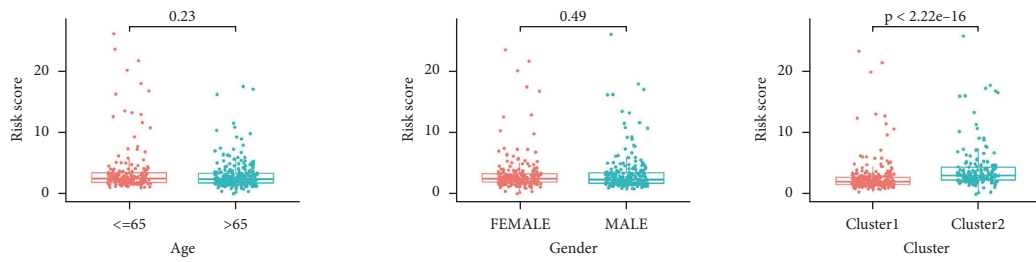 0.23
Risk score
20
10
0
<=65
>65
Age
0.49
Risk score
20
10
0
FEMALE
MALE
Gender
p < 2.22e–16
Risk score
20
10
0
Cluster1
Cluster2
Cluster